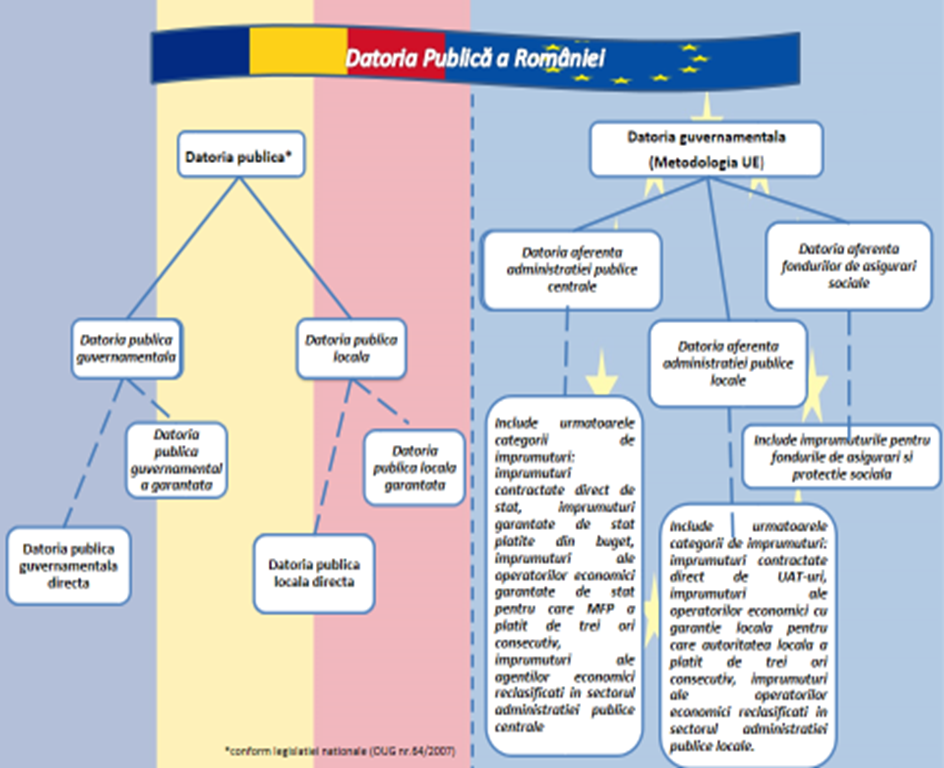 Datoria Publică a României
Datoria publica*
Datoria publica
guvernamentala
Datoria publica
locala
Datoria
publica
guvernamental
a garantata
Datoria
publica locala
garantata
Datoria publica
guvernamentala
directa
Datoria publica
locala directa
*conform legislatiei nationale (OUG nr.64/2007)
Datoria guvernamentala
(Metodologia UE)
Datoria aferenta
administratiei publice
centrale
Datoria aferenta
administratiei publice
locale
Datoria aferenta
fondurilor de asigurari
sociale
Include urmatoarele
categorii de
imprumuturi:
imprumuturi
contractate direct de
stat, imprumuturi
garantate de stat
platite din buget,
imprumuturi ale
operatorilor economici
garantate de stat
pentru care MFP a
platit de trei ori
consecutiv,
imprumuturi ale
agentilor economici
reclasificati in sectorul
administratiei publice
centrale
Include urmatoarele
categorii de imprumuturi:
imprumuturi contractate
direct de UAT-uri,
imprumuturi ale
operatorilor economici cu
garantie locala pentru
care autoritatea locala a
platit de trei ori
consecutiv, imprumuturi
ale operatorilor
economici reclasificati in
sectorul administratiei
publice locale.
Include imprumuturile pentru
fondurile de asigurari si
protectie sociala